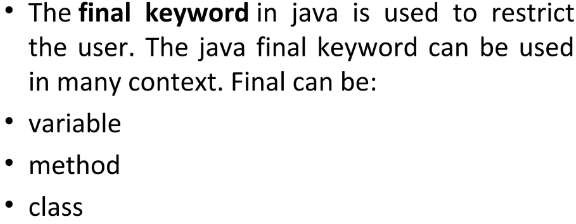 • The final keyword in java is used to restrict
the user. The java final keyword can be used
in many context. Final can be:
• variable
• method
• class